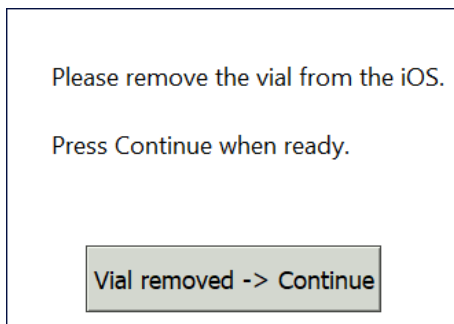 Please remove the vial from the iOS.
Press Continue when ready.
Vial removed -> Continue